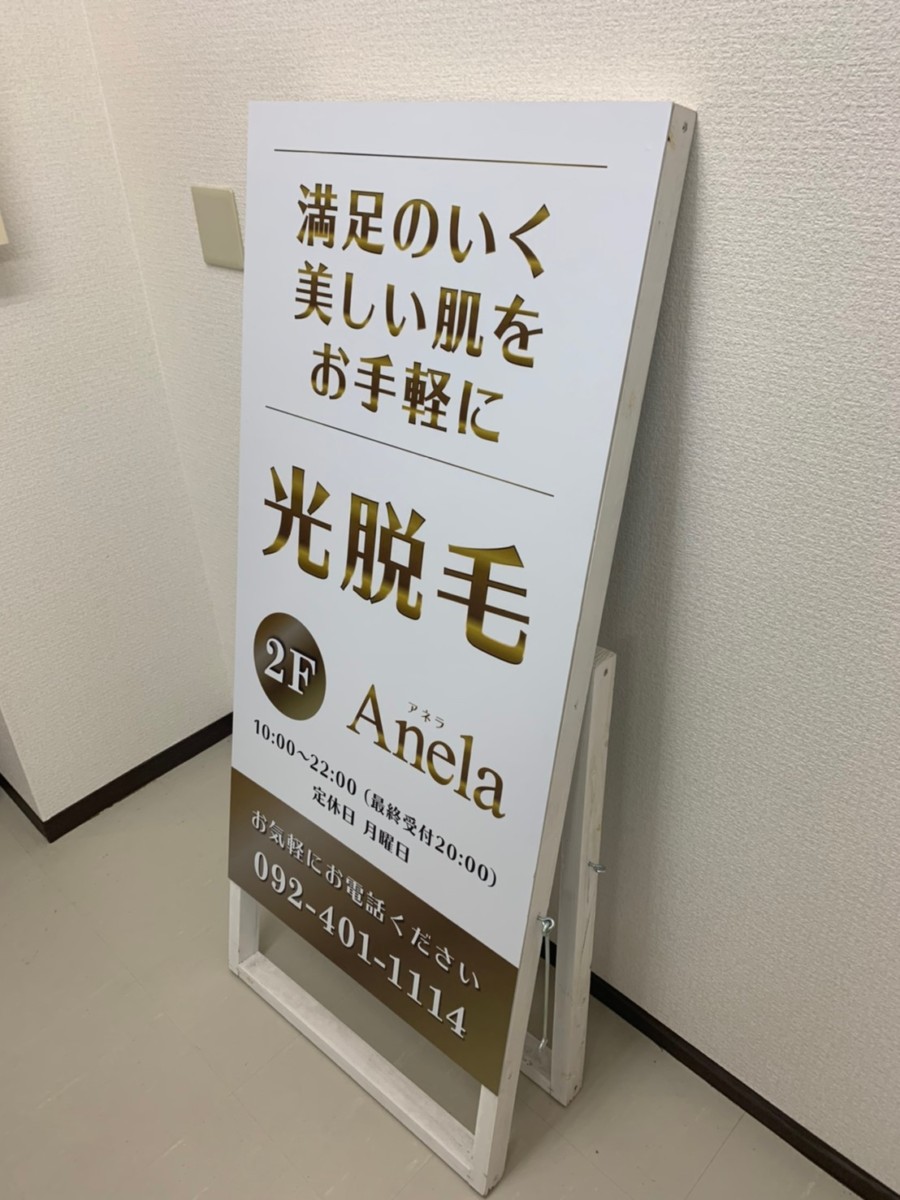 満足のいく
美しい肌を
お手軽に
光脱毛
2F
アネラ
Anela
10:00〜22:00（最終受付20:00）
定休日 月曜日
お気軽にお電話ください
092-401-1114